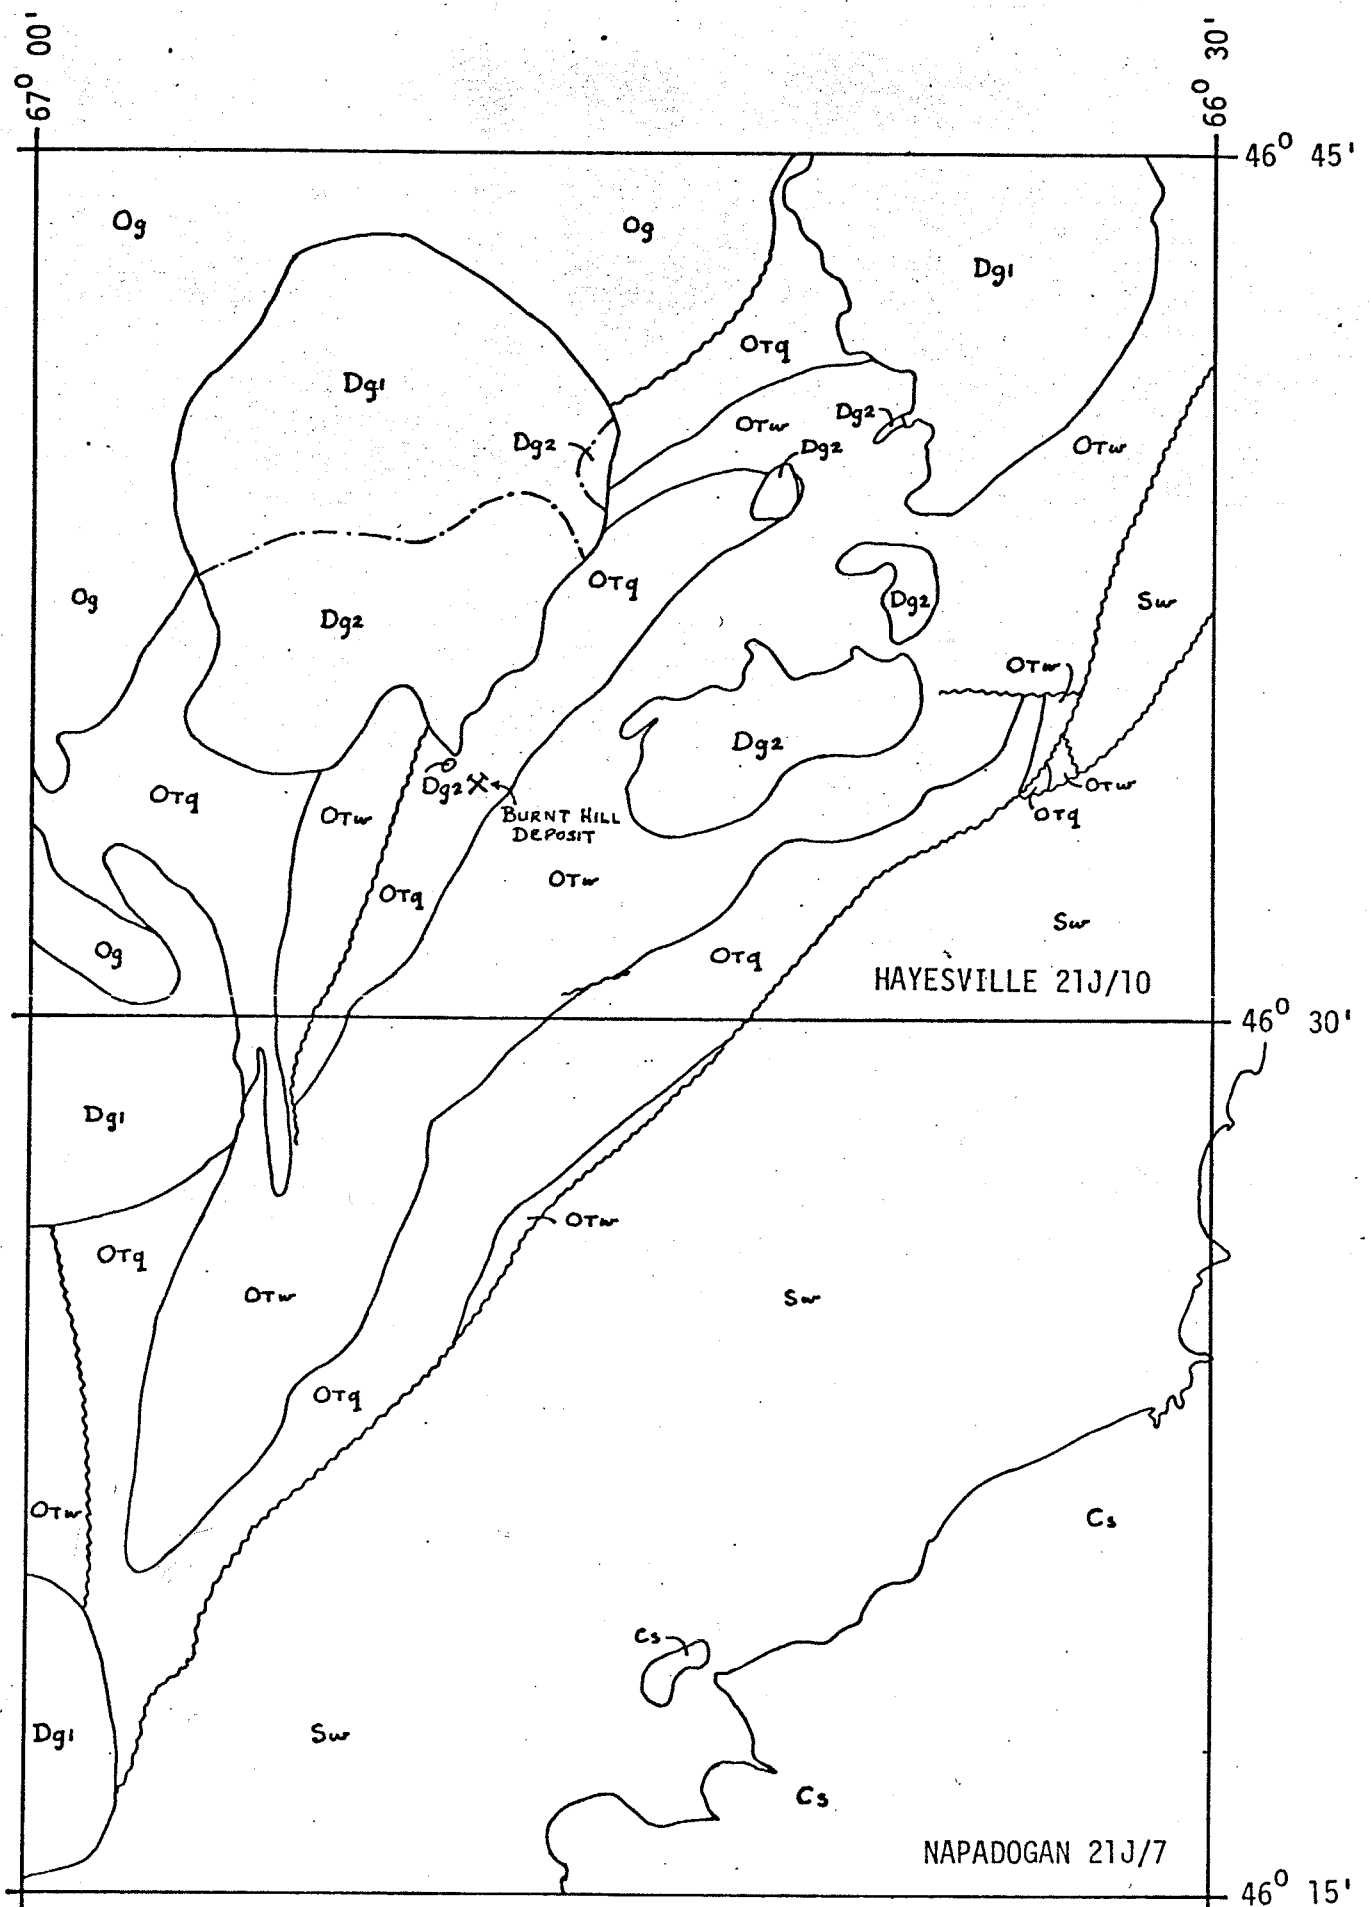 67° 00'
66° 30'
46° 45'
Og
Og
Dg1
OTq
Dg1
Dg2
OTw
Dg2
OTw
Dg2
OTq
Og
Dg2
Dg2
Sw
OTw
Dg2
Dg2
OTw
OTq
OTq
OTw
BURNT HILL
DEPOSIT
OTw
OTq
Sw
Og
OTq
HAYESVILLE 21J/10
46° 30'
Dg1
OTw
OTq
OTw
Sw
OTq
OTw
Cs
Cs
Dg1
Sw
Cs
NAPADOGAN 21J/7
46° 15'